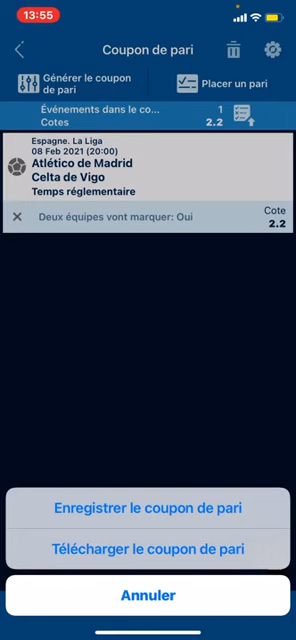 13:55
Coupon de pari
Générer le coupon
de pari
Placer un pari
Événements dans le co... 1
Cotes 2.2
Espagne. La Liga
08 Feb 2021 (20:00)
Atlético de Madrid
Celta de Vigo
Temps réglementaire
Deux équipes vont marquer: Oui
Cote
2.2
Enregistrer le coupon de pari
Télécharger le coupon de pari
Annuler